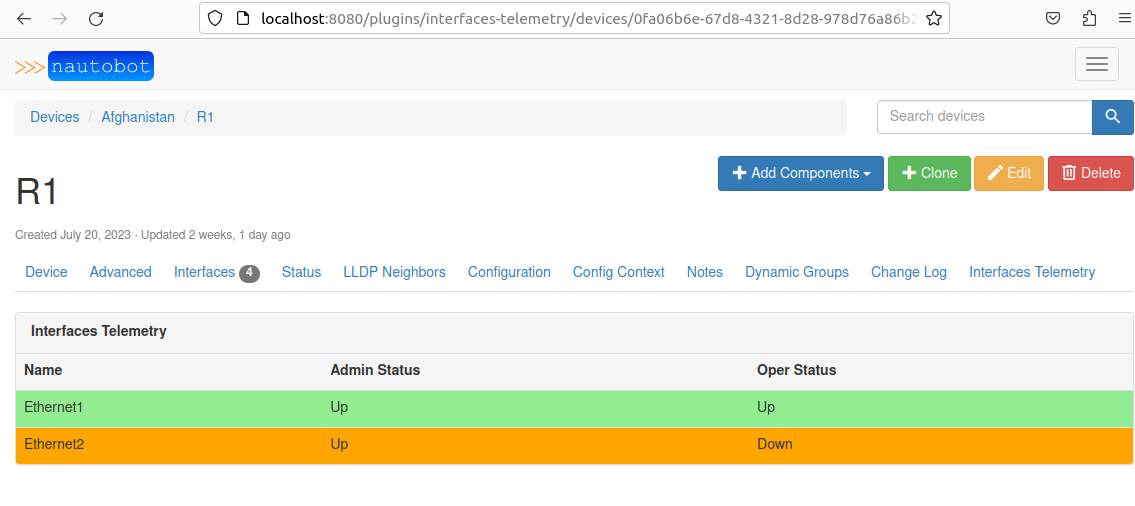 localhost:8080/plugins/interfaces-telemetry/devices/0fa06b6e-67d8-4321-8d28-978d76a86b2
>>> nautobot
Devices / Afghanistan / R1
Search devices
R1
Add Components Clone Edit Delete
Created July 20, 2023 · Updated 2 weeks, 1 day ago
Device Advanced Interfaces 4 Status LLDP Neighbors Configuration Config Context Notes Dynamic Groups Change Log Interfaces Telemetry
Interfaces Telemetry
Name Admin Status Oper Status
Ethernet1 Up Up
Ethernet2 Up Down